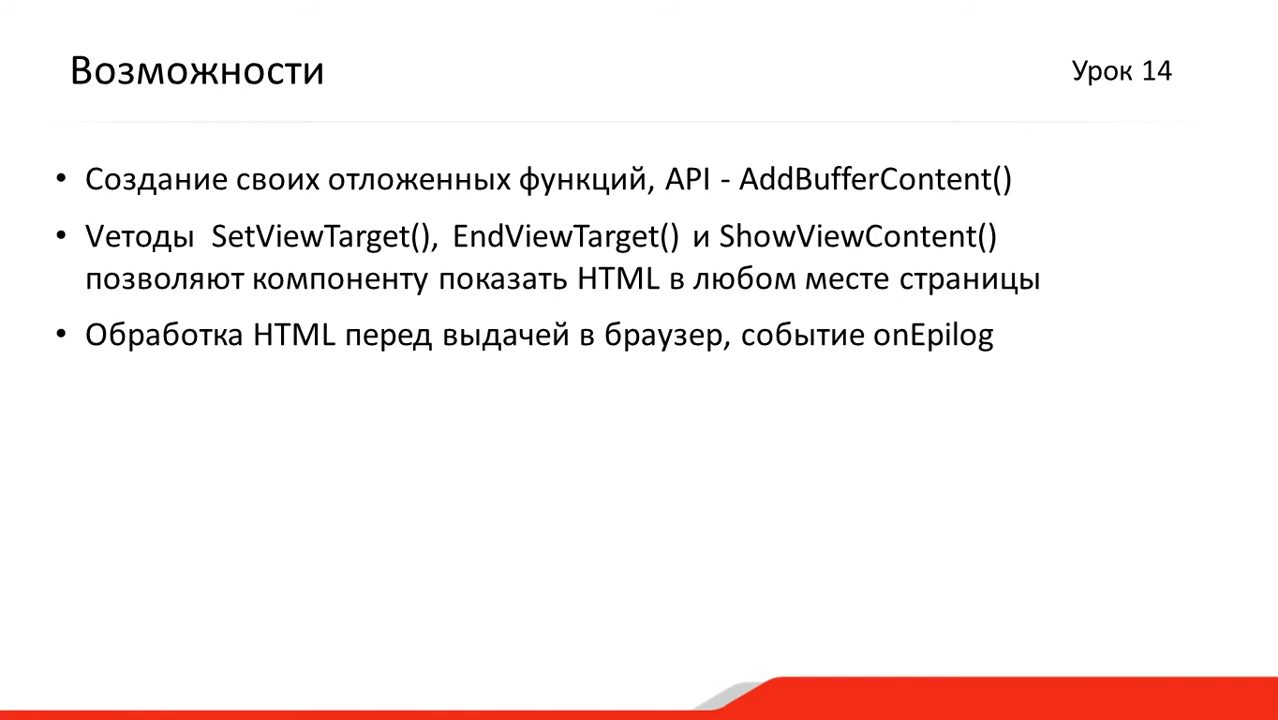 Возможности
Урок 14
• Создание своих отложенных функций, API - AddBufferContent()
• Vетоды SetViewTarget(), EndViewTarget() и ShowViewContent()
позволяют компоненту показать HTML в любом месте страницы
• Обработка HTML перед выдачей в браузер, событие onEpilog